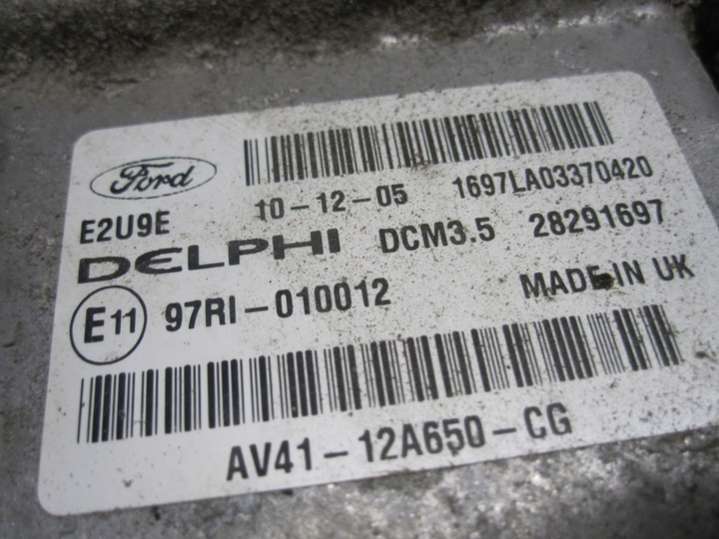 Ford
E2U9E 10-12-05 1697LA03370420
DELPHI DCM3.5 28291697
E11 97RI-010012 MADE IN UK
AV41-12A650-CG